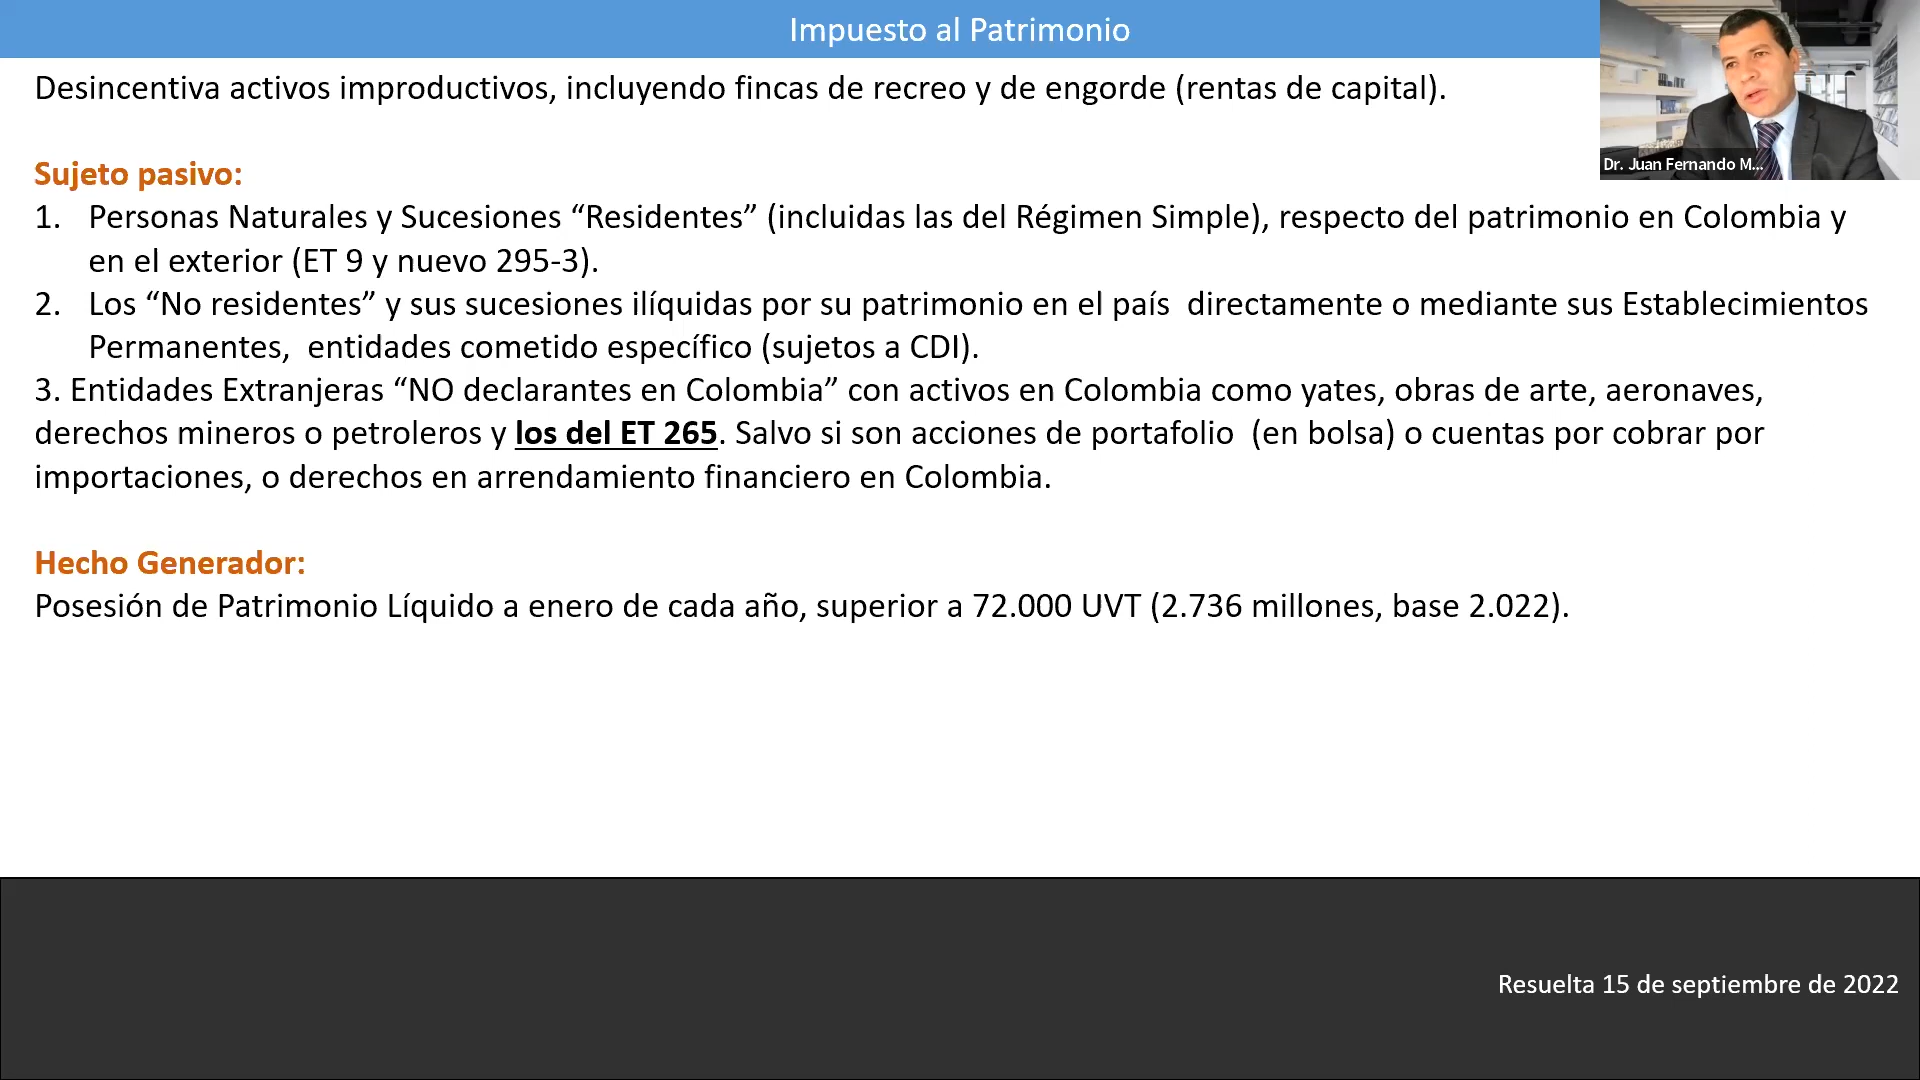 Impuesto al Patrimonio
Desincentiva activos improductivos, incluyendo fincas de recreo y de engorde (rentas de capital).
Dr. Juan Fernando M...
Sujeto pasivo:
1. Personas Naturales y Sucesiones “Residentes” (incluidas las del Régimen Simple), respecto del patrimonio en Colombia y
en el exterior (ET 9 y nuevo 295-3).
2. Los “No residentes” y sus sucesiones ilíquidas por su patrimonio en el país directamente o mediante sus Establecimientos
Permanentes, entidades cometido específico (sujetos a CDI).
3. Entidades Extranjeras “NO declarantes en Colombia” con activos en Colombia como yates, obras de arte, aeronaves,
derechos mineros o petroleros y los del ET 265. Salvo si son acciones de portafolio (en bolsa) o cuentas por cobrar por
importaciones, o derechos en arrendamiento financiero en Colombia.
Hecho Generador:
Posesión de Patrimonio Líquido a enero de cada año, superior a 72.000 UVT (2.736 millones, base 2.022).
Resuelta 15 de septiembre de 2022